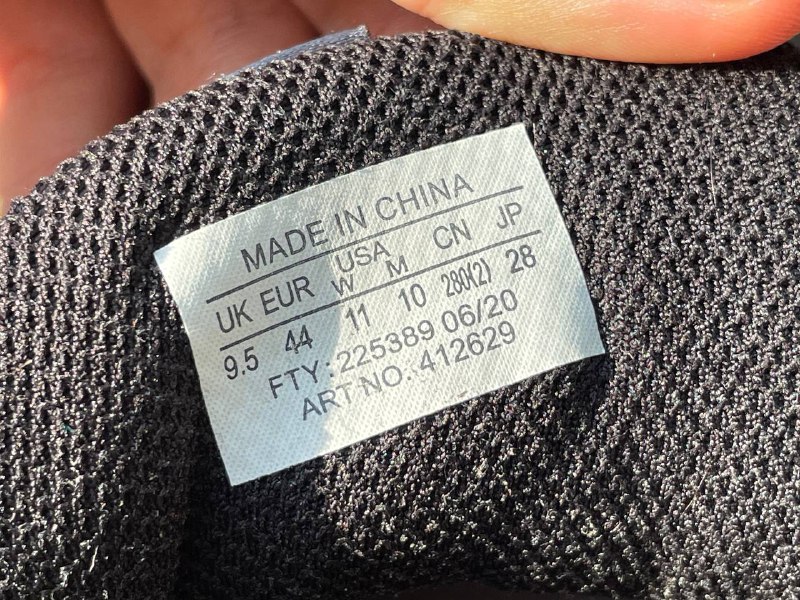 MADE IN CHINA
UK EUR USA W M CN JP
9.5 44 11 10 280(2) 28
FTY: 225389 06/20
ART NO: 412629